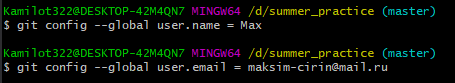 Kamilot322@DESKTOP-42M4QN7 MINGW64 /d/summer_practice (master)
$ git config --global user.name = Max
Kamilot322@DESKTOP-42M4QN7 MINGW64 /d/summer_practice (master)
$ git config --global user.email = maksim-cirin@mail.ru